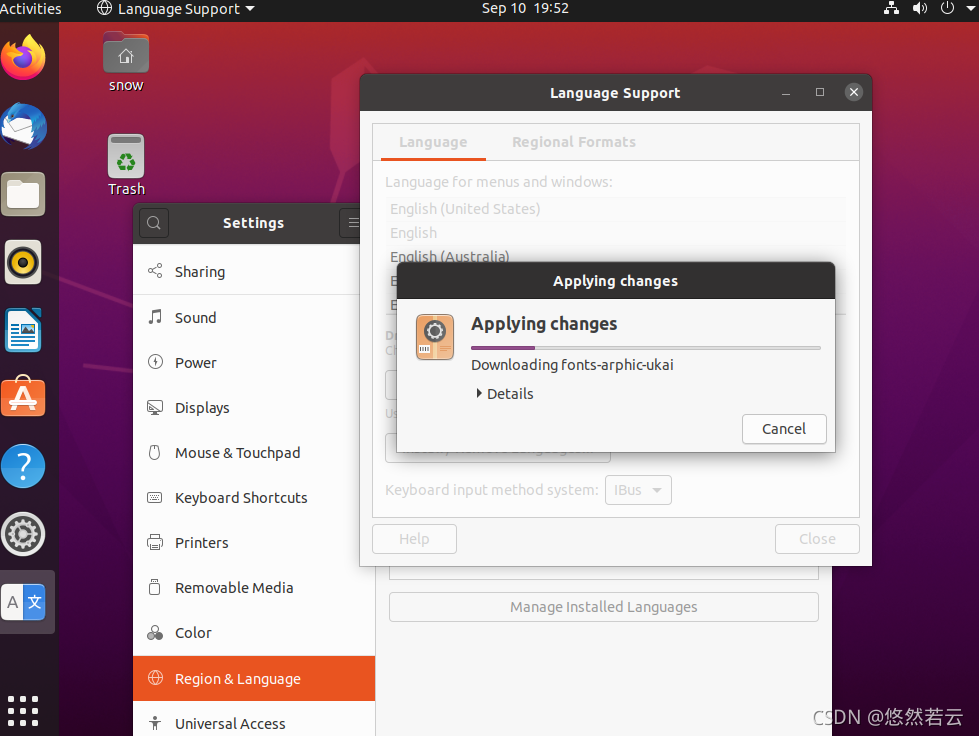 Activities
Language Support
Sep 10 19:52
snow
Trash
Settings
Sharing
Sound
Power
Displays
Mouse & Touchpad
Keyboard Shortcuts
Printers
Removable Media
Color
Region & Language
Universal Access
Language Support
Language
Regional Formats
Language for menus and windows:
English (United States)
English
English (Australia)
Applying changes
Applying changes
Downloading fonts-arphic-ukai
Details
Cancel
Keyboard input method system:
IBus
Help
Close
Manage Installed Languages
A 文
CSDN @悠然若云